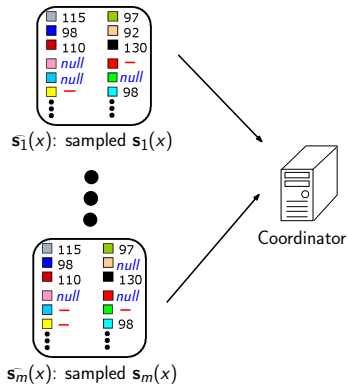 115 97
98 92
110 130
null —
null null
— 98
s̃₁(x): sampled s₁(x)
Coordinator
115 97
98 null
110 130
null null
— —
— 98
s̃ₘ(x): sampled sₘ(x)